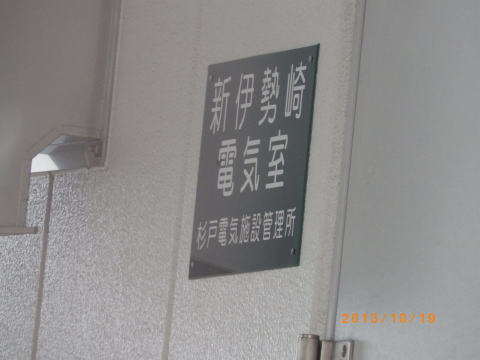 新伊勢崎
電気室
杉戸電気施設管理所
2013/10/19